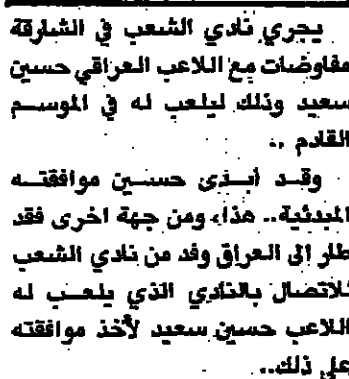 يجري نادي الشعب في الشارقة
مفاوضات مع اللاعب العراقي حسين
سعيد وذلك ليلعب له في الموسم
القادم ..
وقد أبدى حسين موافقته
المبدئية.. هذا، ومن جهة اخرى فقد
طار الى العراق وفد من نادي الشعب
للاتصال بالنادي الذي يلعب له
اللاعب حسين سعيد لأخذ موافقته
على ذلك..